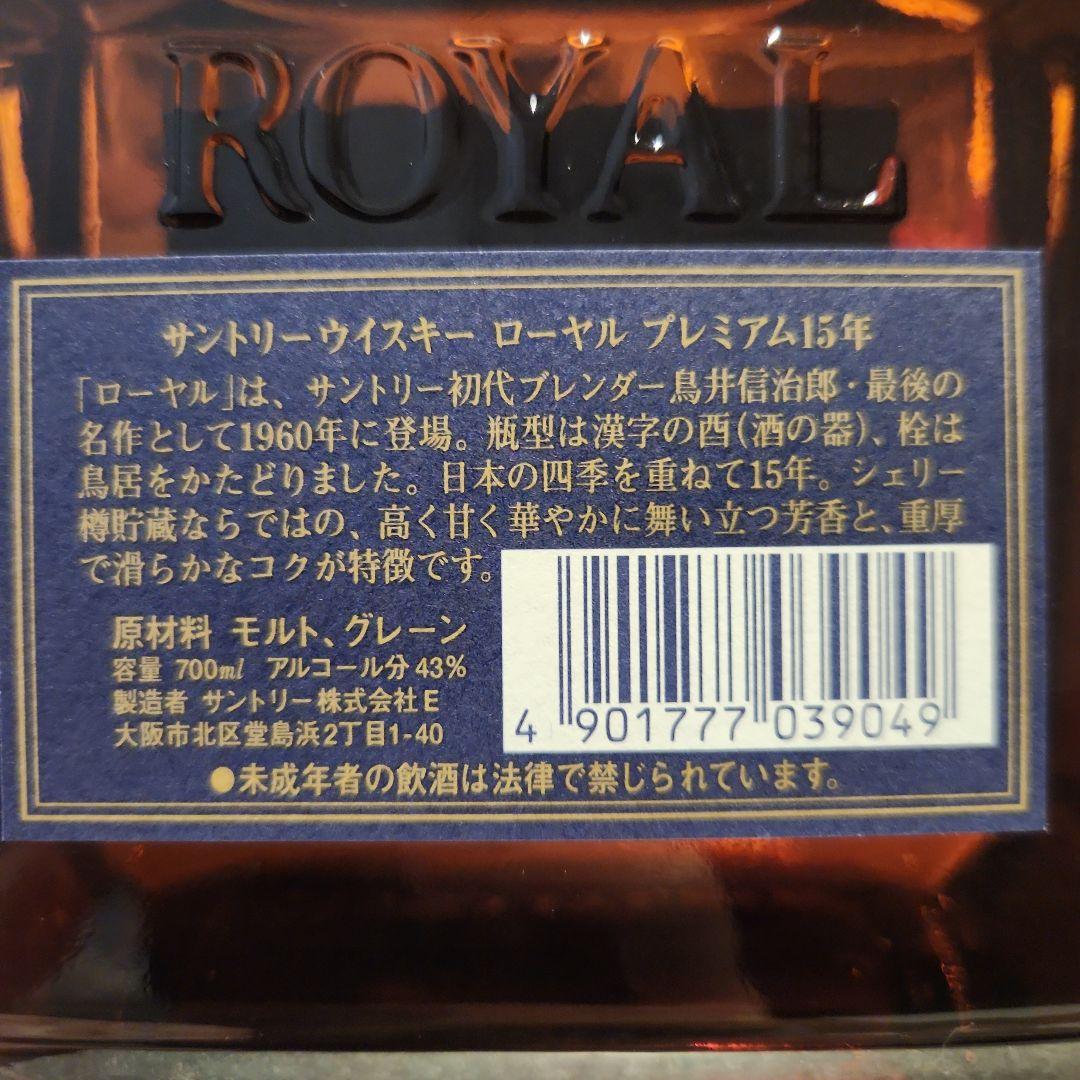 ROYAL
サントリーウイスキー ローヤル プレミアム15年
「ローヤル」は、サントリー初代ブレンダー鳥井信治郎・最後の
名作として1960年に登場。瓶型は漢字の酉(酒の器)、栓は
鳥居をかたどりました。日本の四季を重ねて15年。シェリー
樽貯蔵ならではの、高く甘く華やかに舞い立つ芳香と、重厚
で滑らかなコクが特徴です。
原材料 モルト、グレーン
容量 700ml アルコール分43%
製造者 サントリー株式会社E
大阪市北区堂島浜2丁目1-40
4 901777 039049
●未成年者の飲酒は法律で禁じられています。